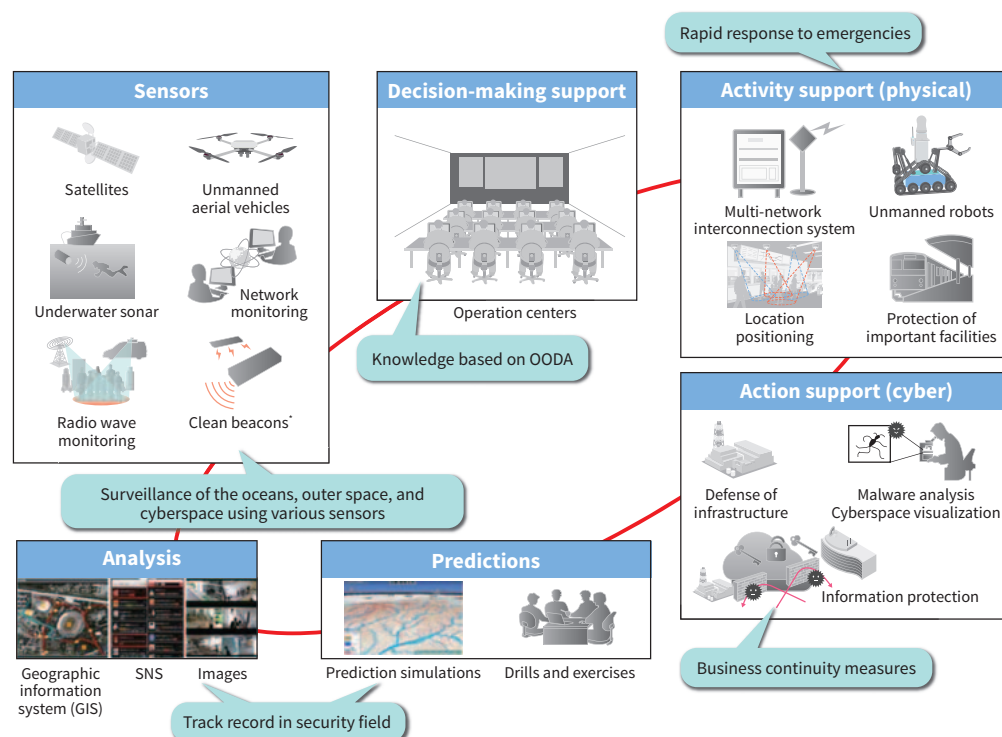 Rapid response to emergencies
Sensors
Satellites
Unmanned
aerial vehicles
Underwater sonar
Network
monitoring
Radio wave
monitoring
Clean beacons*
Surveillance of the oceans, outer space, and
cyberspace using various sensors
Decision-making support
Operation centers
Knowledge based on OODA
Activity support (physical)
Multi-network
interconnection system
Unmanned robots
Location
positioning
Protection of
important facilities
Action support (cyber)
Defense of
infrastructure
Malware analysis
Cyberspace visualization
Information protection
Business continuity measures
Analysis
Geographic
information
system (GIS)
SNS
Images
Predictions
Prediction simulations
Drills and exercises
Track record in security field